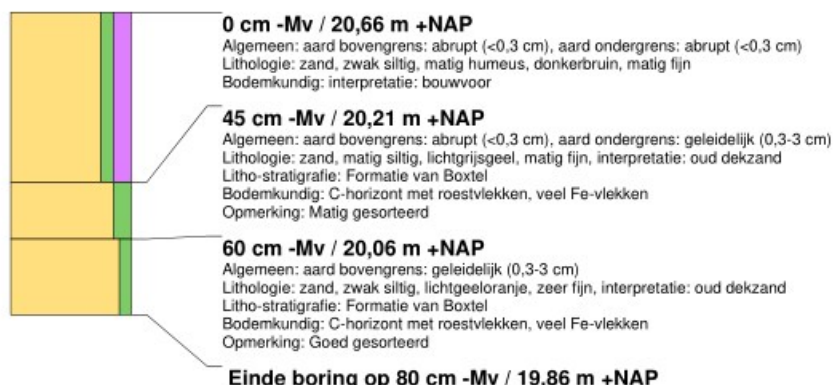 0 cm -Mv / 20,66 m +NAP
Algemeen: aard bovengrens: abrupt (<0,3 cm), aard ondergrens: abrupt (<0,3 cm)
Lithologie: zand, zwak siltig, matig humeus, donkerbruin, matig fijn
Bodemkundig: interpretatie: bouwvoor
45 cm -Mv / 20,21 m +NAP
Algemeen: aard bovengrens: abrupt (<0,3 cm), aard ondergrens: geleidelijk (0,3-3 cm)
Lithologie: zand, matig siltig, lichtgrijsgeel, matig fijn, interpretatie: oud dekzand
Litho-stratigrafie: Formatie van Boxtel
Bodemkundig: C-horizont met roestvlekken, veel Fe-vlekken
Opmerking: Matig gesorteerd
60 cm -Mv / 20,06 m +NAP
Algemeen: aard bovengrens: geleidelijk (0,3-3 cm)
Lithologie: zand, zwak siltig, lichtgeeloranje, zeer fijn, interpretatie: oud dekzand
Litho-stratigrafie: Formatie van Boxtel
Bodemkundig: C-horizont met roestvlekken, veel Fe-vlekken
Opmerking: Goed gesorteerd
Einde boring op 80 cm -Mv / 19,86 m +NAP